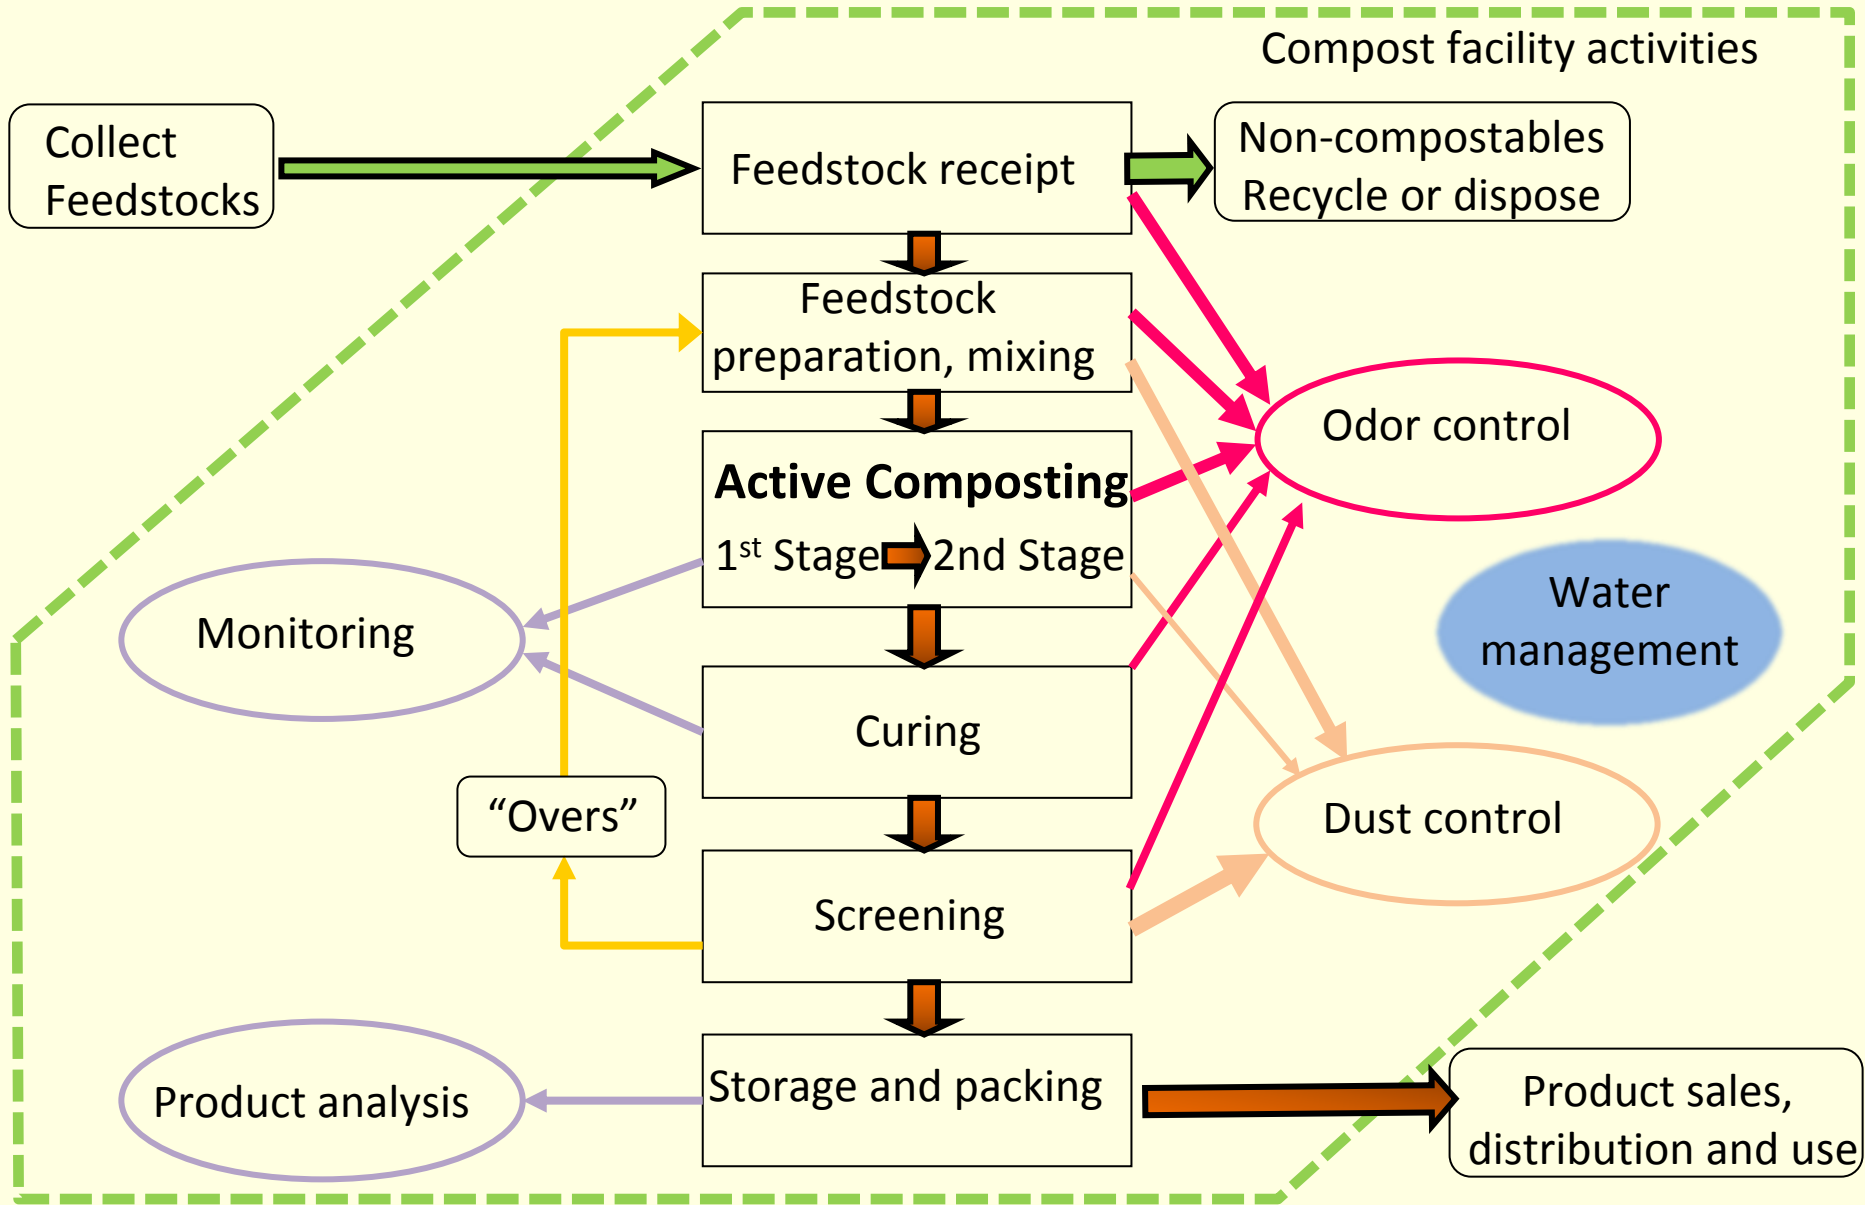 Compost facility activities
Collect
Feedstocks
Feedstock receipt
Non-compostables
Recycle or dispose
Feedstock
preparation, mixing
Odor control
Active Composting
1st Stage
2nd Stage
Water
management
Monitoring
Curing
"Overs"
Dust control
Screening
Product analysis
Storage and packing
Product sales,
distribution and use